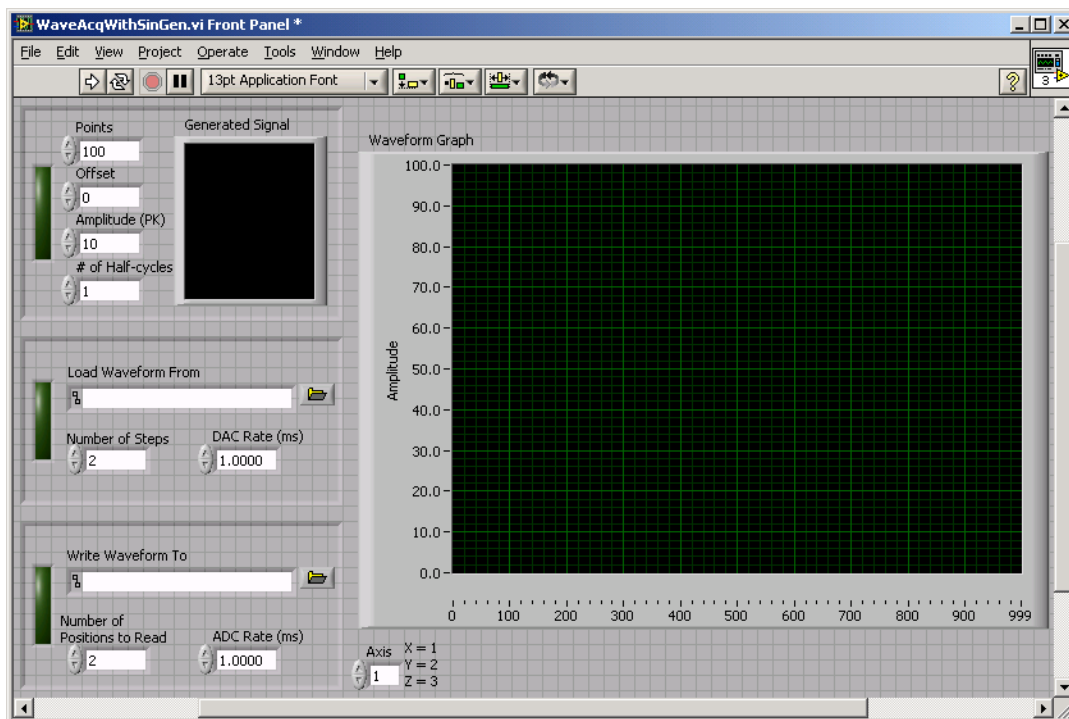 WaveAcqWithSinGen.vi Front Panel *
File Edit View Project Operate Tools Window Help
13pt Application Font
?
3
Points
100
Offset
0
Amplitude (PK)
10
# of Half-cycles
1
Generated Signal
Load Waveform From
Number of Steps
2
DAC Rate (ms)
1.0000
Write Waveform To
Number of
Positions to Read
2
ADC Rate (ms)
1.0000
Waveform Graph
Amplitude
100.0
90.0
80.0
70.0
60.0
50.0
40.0
30.0
20.0
10.0
0.0
0 100 200 300 400 500 600 700 800 900 999
Axis
1
X = 1
Y = 2
Z = 3